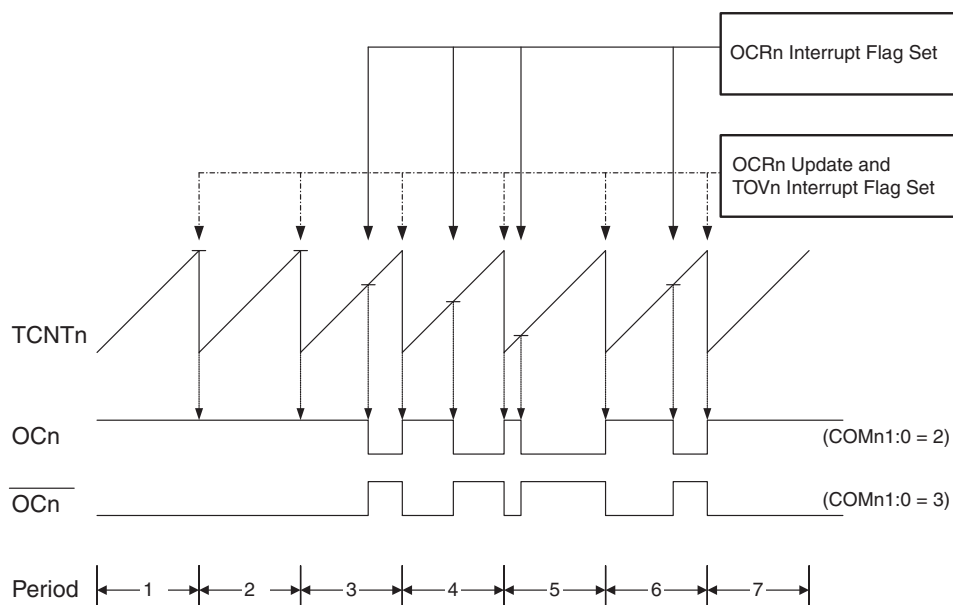 OCRn Interrupt Flag Set
OCRn Update and
TOVn Interrupt Flag Set
TCNTn
OCn
(COMn1:0 = 2)
OCn
(COMn1:0 = 3)
Period
1
2
3
4
5
6
7